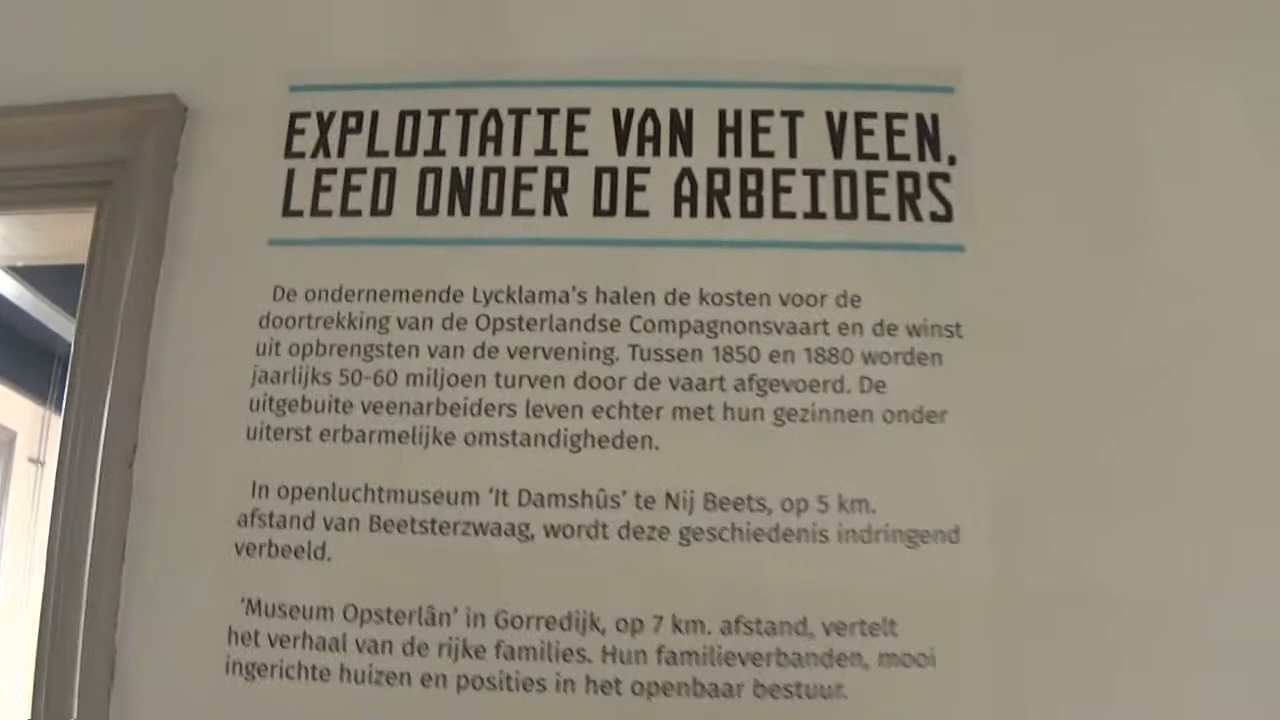 EXPLOITATIE VAN HET VEEN,
LEED ONDER DE ARBEIDERS
De ondernemende Lycklama's halen de kosten voor de
doortrekking van de Opsterlandse Compagnonsvaart en de winst
uit opbrengsten van de vervening. Tussen 1850 en 1880 worden
jaarlijks 50-60 miljoen turven door de vaart afgevoerd. De
uitgebuite veenarbeiders leven echter met hun gezinnen onder
uiterst erbarmelijke omstandigheden.
In openluchtmuseum ‘It Damshûs’ te Nij Beets, op 5 km.
afstand van Beetsterzwaag, wordt deze geschiedenis indringend
verbeeld.
‘Museum Opsterlân’ in Gorredijk, op 7 km. afstand, vertelt
het verhaal van de rijke families. Hun familieverbanden, mooi
ingerichte huizen en posities in het openbaar bestuur.